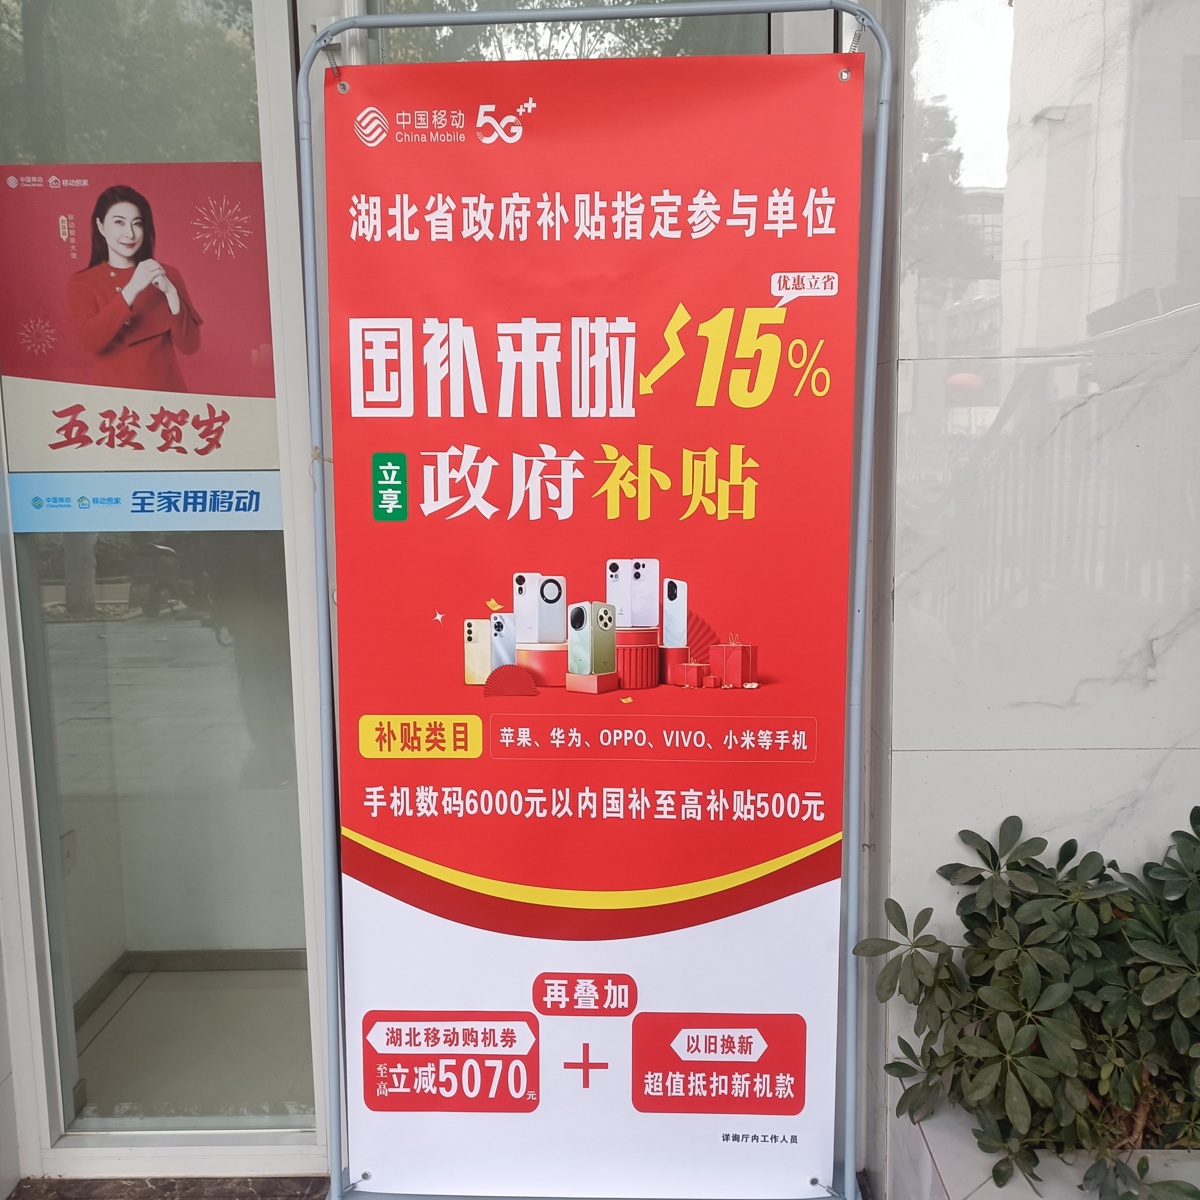 中国移动
China Mobile
5G++
湖北省政府补贴指定参与单位
优惠立省
国补来啦15%
立享
政府补贴
补贴类目
苹果、华为、OPPO、VIVO、小米等手机
手机数码6000元以内国补至高补贴500元
再叠加
湖北移动购机券
至高立减5070元
+
以旧换新
超值抵扣新机款
详询厅内工作人员
中国移动
China Mobile
移动爱家
五骏贺岁
中国移动
China Mobile
移动爱家
全家用移动